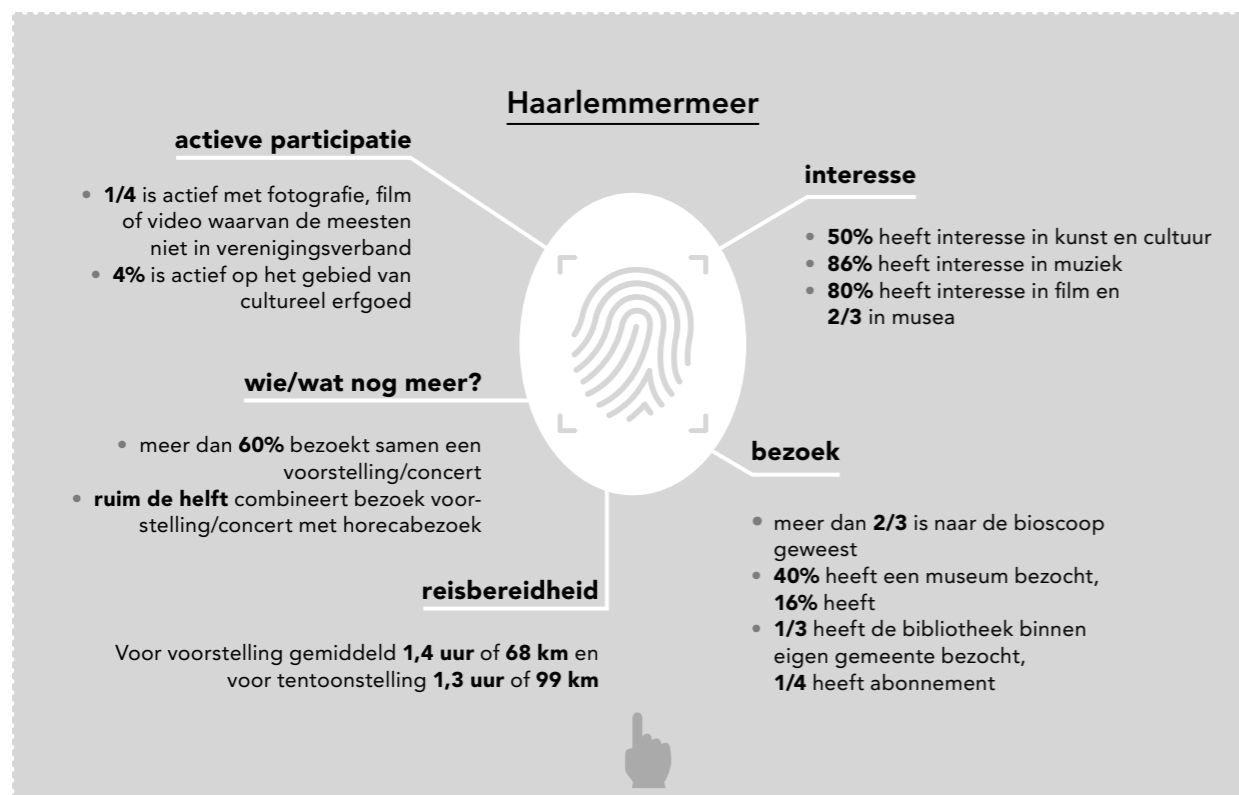 Haarlemmermeer
actieve participatie
• 1/4 is actief met fotografie, film
of video waarvan de meesten
niet in verenigingsverband
• 4% is actief op het gebied van
cultureel erfgoed
interesse
• 50% heeft interesse in kunst en cultuur
• 86% heeft interesse in muziek
• 80% heeft interesse in film en
2/3 in musea
wie/wat nog meer?
• meer dan 60% bezoekt samen een
voorstelling/concert
• ruim de helft combineert bezoek voor-
stelling/concert met horecabezoek
bezoek
• meer dan 2/3 is naar de bioscoop
geweest
• 40% heeft een museum bezocht,
16% heeft
• 1/3 heeft de bibliotheek binnen
eigen gemeente bezocht,
1/4 heeft abonnement
reisbereidheid
Voor voorstelling gemiddeld 1,4 uur of 68 km en
voor tentoonstelling 1,3 uur of 99 km